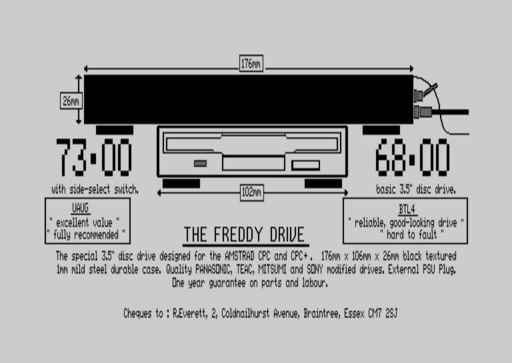 176mm
26mm
73·00
68·00
with side-select switch.
102mm
basic 3.5" disc drive.
UAUG
" excellent value "
" fully recommended "
BTL4
" reliable, good-looking drive "
" hard to fault "
THE FREDDY DRIVE
The special 3.5" disc drive designed for the AMSTRAD CPC and CPC+. 176mm x 106mm x 26mm black textured
1mm mild steel durable case. Quality PANASONIC, TEAC, MITSUMI and SONY modified drives. External PSU Plug.
One year guarantee on parts and labour.
Cheques to : R.Everett, 2, Coldnailhurst Avenue, Braintree, Essex CM7 2SJ